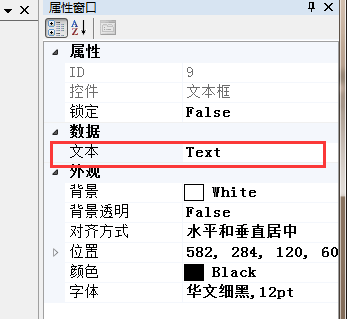 属性窗口
属性
ID 9
控件 文本框
锁定 False
数据
文本 Text
外观
背景 White
背景透明 False
对齐方式 水平和垂直居中
位置 582, 284, 120, 60
颜色 Black
字体 华文细黑,12pt